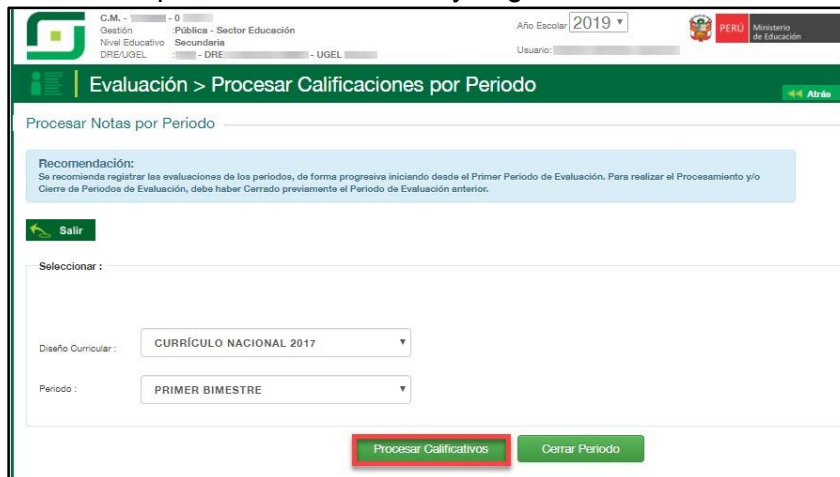 C.M. - - 0
Gestión :Pública - Sector Educación
Nivel Educativo Secundaria
DRE/UGEL : - DRE - UGEL
Año Escolar 2019
Usuario:
PERÚ Ministerio de Educación
Evaluación > Procesar Calificaciones por Periodo
Atrás
Procesar Notas por Periodo
Recomendación:
Se recomienda registrar las evaluaciones de los periodos, de forma progresiva iniciando desde el Primer Periodo de Evaluación. Para realizar el Procesamiento y/o
Cierre de Periodos de Evaluación, debe haber Cerrado previamente el Periodo de Evaluación anterior.
Salir
Seleccionar :
Diseño Curricular : CURRÍCULO NACIONAL 2017
Periodo : PRIMER BIMESTRE
Procesar Calificativos Cerrar Periodo